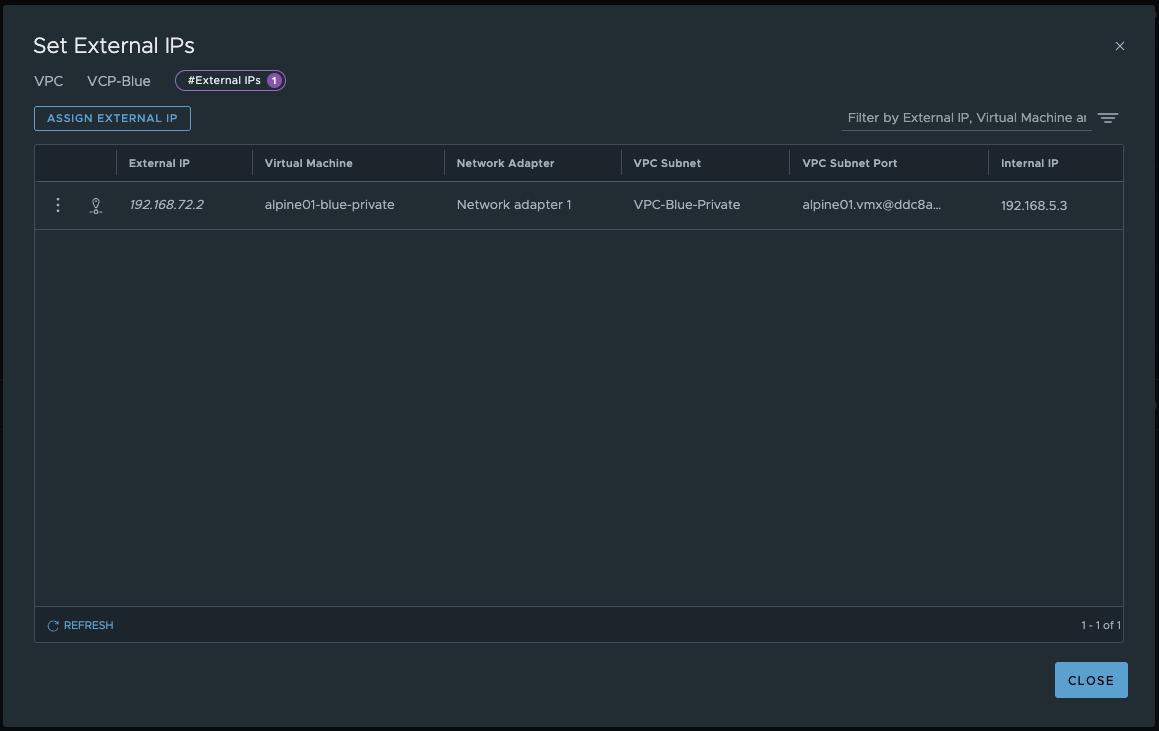 Set External IPs
VPC VCP-Blue #External IPs 1
ASSIGN EXTERNAL IP
Filter by External IP, Virtual Machine ar
External IP Virtual Machine Network Adapter VPC Subnet VPC Subnet Port Internal IP
192.168.72.2 alpine01-blue-private Network adapter 1 VPC-Blue-Private alpine01.vmx@ddc8a... 192.168.5.3
REFRESH 1 - 1 of 1
CLOSE